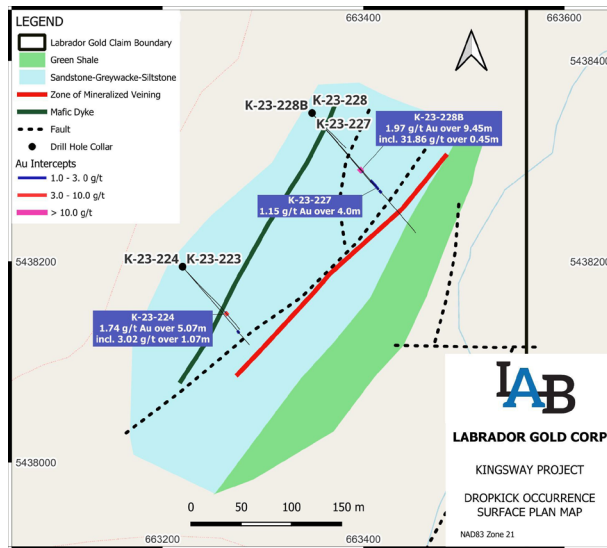 663400
663600
LEGEND
Labrador Gold Claim Boundary
Green Shale
Sandstone-Greywacke-Siltstone
Zone of Mineralized Veining
Mafic Dyke
Fault
Drill Hole Collar
Au Intercepts
1.0 - 3. 0 g/t
3.0 - 10.0 g/t
> 10.0 g/t
5438400
K-23-228B
K-23-228
K-23-227
K-23-228B
1.97 g/t Au over 9.45m
incl. 31.86 g/t over 0.45m
K-23-227
1.15 g/t Au over 4.0m
5438200
5438200
K-23-224
K-23-223
K-23-224
1.74 g/t Au over 5.07m
incl. 3.02 g/t over 1.07m
5438000
LAB
LABRADOR GOLD CORP
KINGSWAY PROJECT
DROPKICK OCCURRENCE
SURFACE PLAN MAP
NAD83 Zone 21
0 50 100 150 m
663200
663400